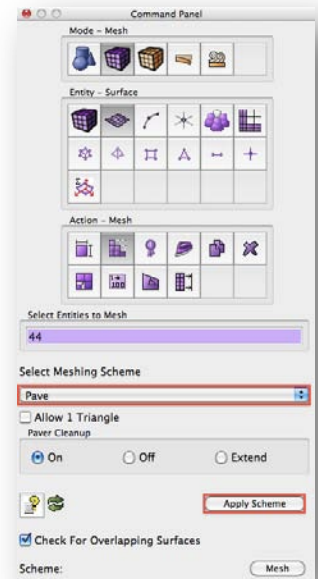 Command Panel
Mode - Mesh
Entity - Surface
Action - Mesh
Select Entities to Mesh
44
Select Meshing Scheme
Pave
Allow 1 Triangle
Paver Cleanup
On Off Extend
Apply Scheme
Check For Overlapping Surfaces
Scheme: Mesh